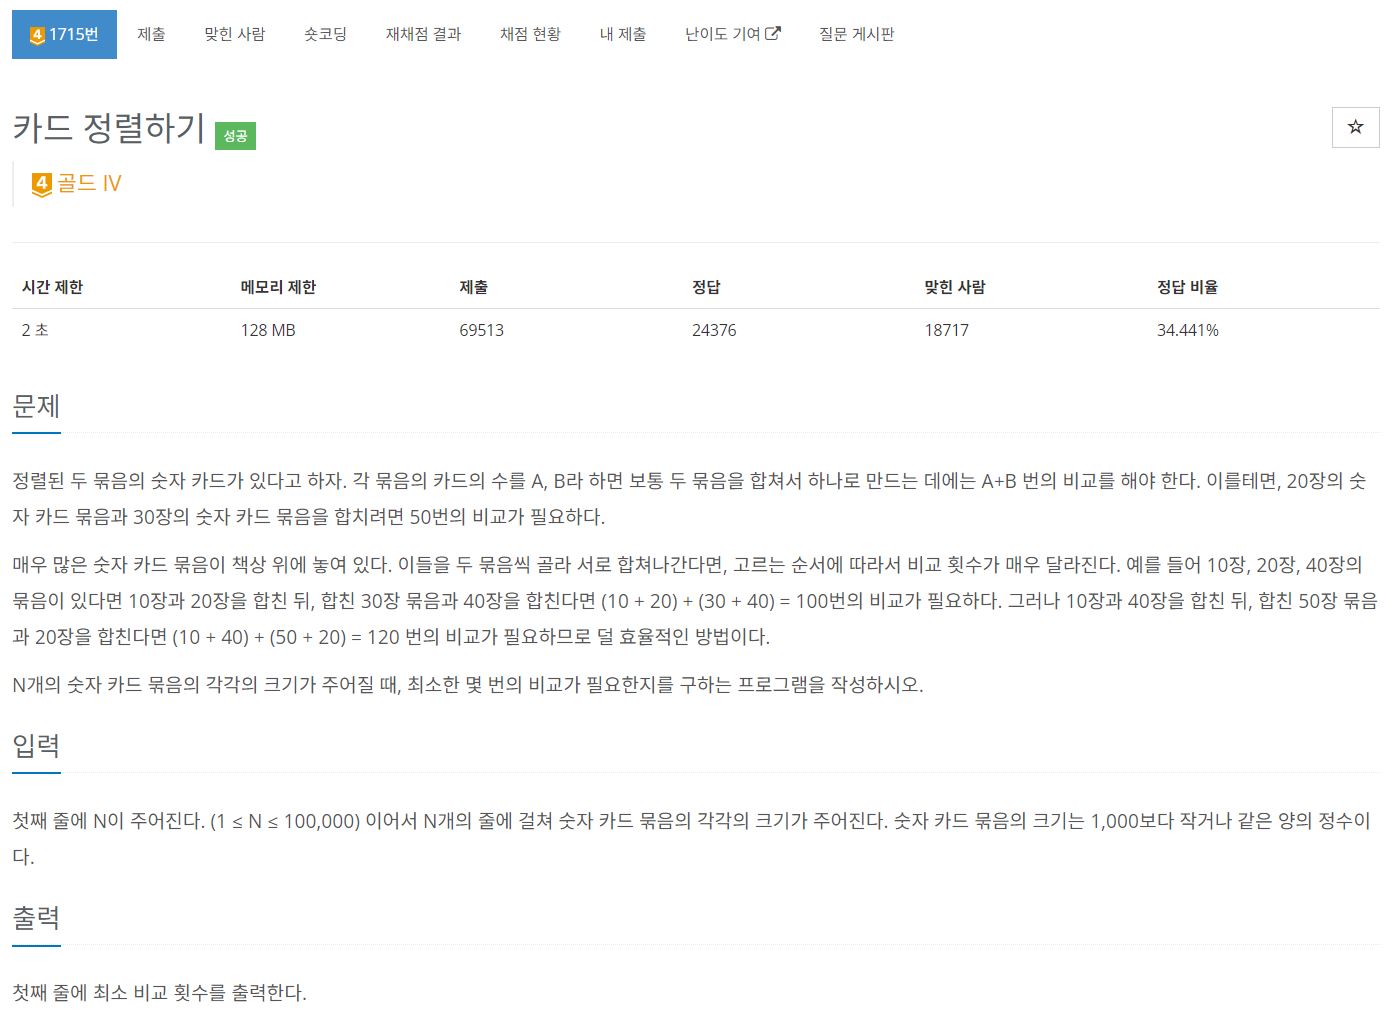 4 1715번 제출 맞힌 사람 숏코딩 재채점 결과 채점 현황 내 제출 난이도 기여 질문 게시판
카드 정렬하기 성공
4 골드 IV
시간 제한 메모리 제한 제출 정답 맞힌 사람 정답 비율
2 초 128 MB 69513 24376 18717 34.441%
문제
정렬된 두 묶음의 숫자 카드가 있다고 하자. 각 묶음의 카드의 수를 A, B라 하면 보통 두 묶음을 합쳐서 하나로 만드는 데에는 A+B 번의 비교를 해야 한다. 이를테면, 20장의 숫
자 카드 묶음과 30장의 숫자 카드 묶음을 합치려면 50번의 비교가 필요하다.
매우 많은 숫자 카드 묶음이 책상 위에 놓여 있다. 이들을 두 묶음씩 골라 서로 합쳐나간다면, 고르는 순서에 따라서 비교 횟수가 매우 달라진다. 예를 들어 10장, 20장, 40장의
묶음이 있다면 10장과 20장을 합친 뒤, 합친 30장 묶음과 40장을 합친다면 (10 + 20) + (30 + 40) = 100번의 비교가 필요하다. 그러나 10장과 40장을 합친 뒤, 합친 50장 묶음
과 20장을 합친다면 (10 + 40) + (50 + 20) = 120 번의 비교가 필요하므로 덜 효율적인 방법이다.
N개의 숫자 카드 묶음의 각각의 크기가 주어질 때, 최소한 몇 번의 비교가 필요한지를 구하는 프로그램을 작성하시오.
입력
첫째 줄에 N이 주어진다. (1 ≤ N ≤ 100,000) 이어서 N개의 줄에 걸쳐 숫자 카드 묶음의 각각의 크기가 주어진다. 숫자 카드 묶음의 크기는 1,000보다 작거나 같은 양의 정수이
다.
출력
첫째 줄에 최소 비교 횟수를 출력한다.